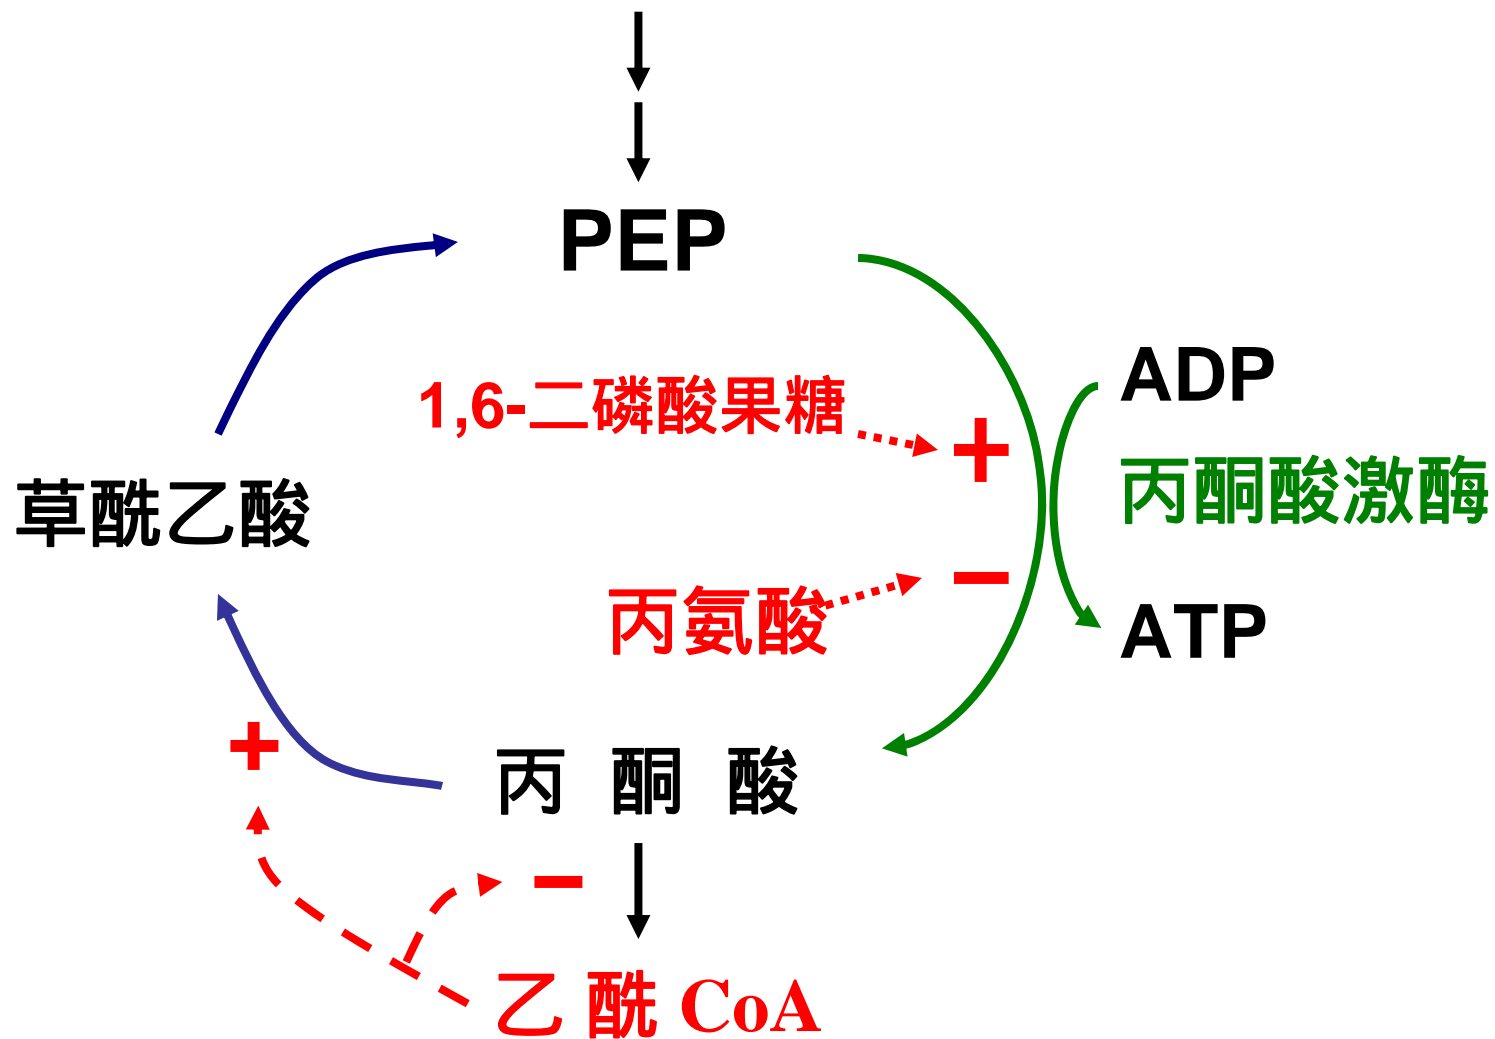 PEP
ADP
1,6-二磷酸果糖
+
丙酮酸激酶
草酰乙酸
−
丙氨酸
ATP
+
丙 酮 酸
−
乙 酰 CoA